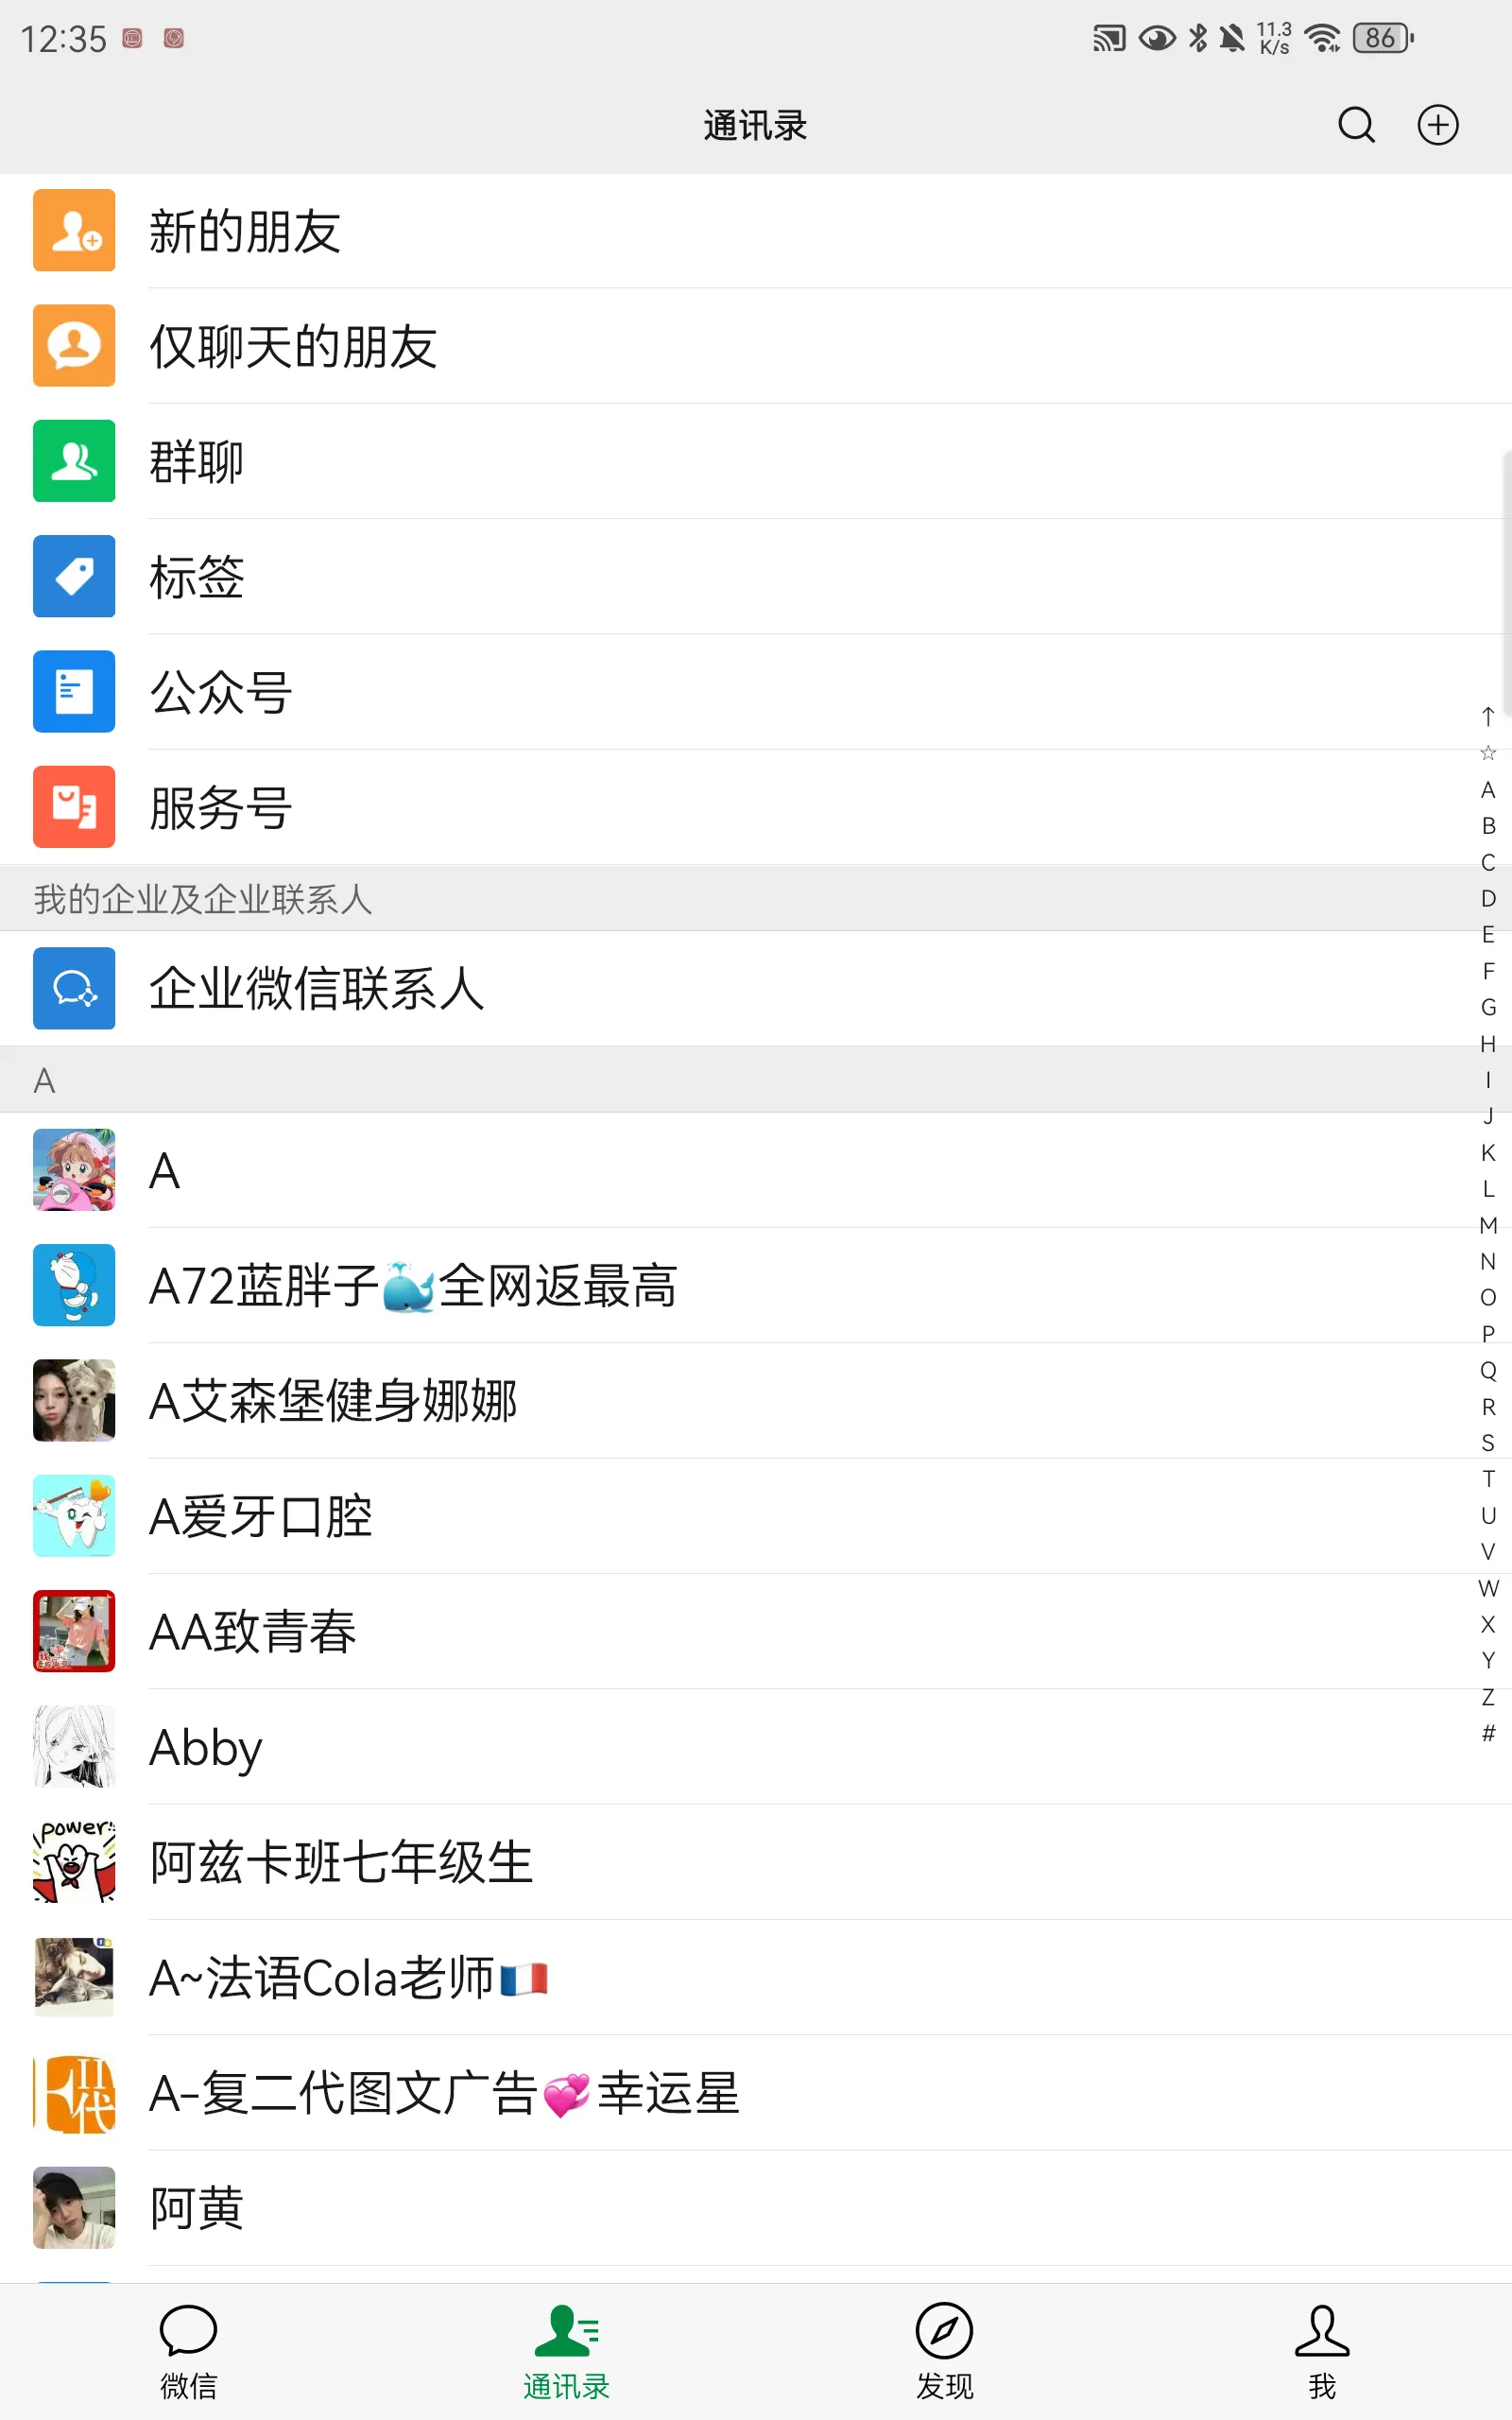 12:35
11.3
K/s
86
通讯录
新的朋友
仅聊天的朋友
群聊
标签
公众号
服务号
我的企业及企业联系人
企业微信联系人
A
A
A72蓝胖子🐳全网返最高
A艾森堡健身娜娜
A爱牙口腔
AA致青春
Abby
power
阿兹卡班七年级生
A~法语Cola老师🇫🇷
II
代
A-复二代图文广告💞幸运星
阿黄
↑
☆
A
B
C
D
E
F
G
H
I
J
K
L
M
N
O
P
Q
R
S
T
U
V
W
X
Y
Z
#
微信
通讯录
发现
我